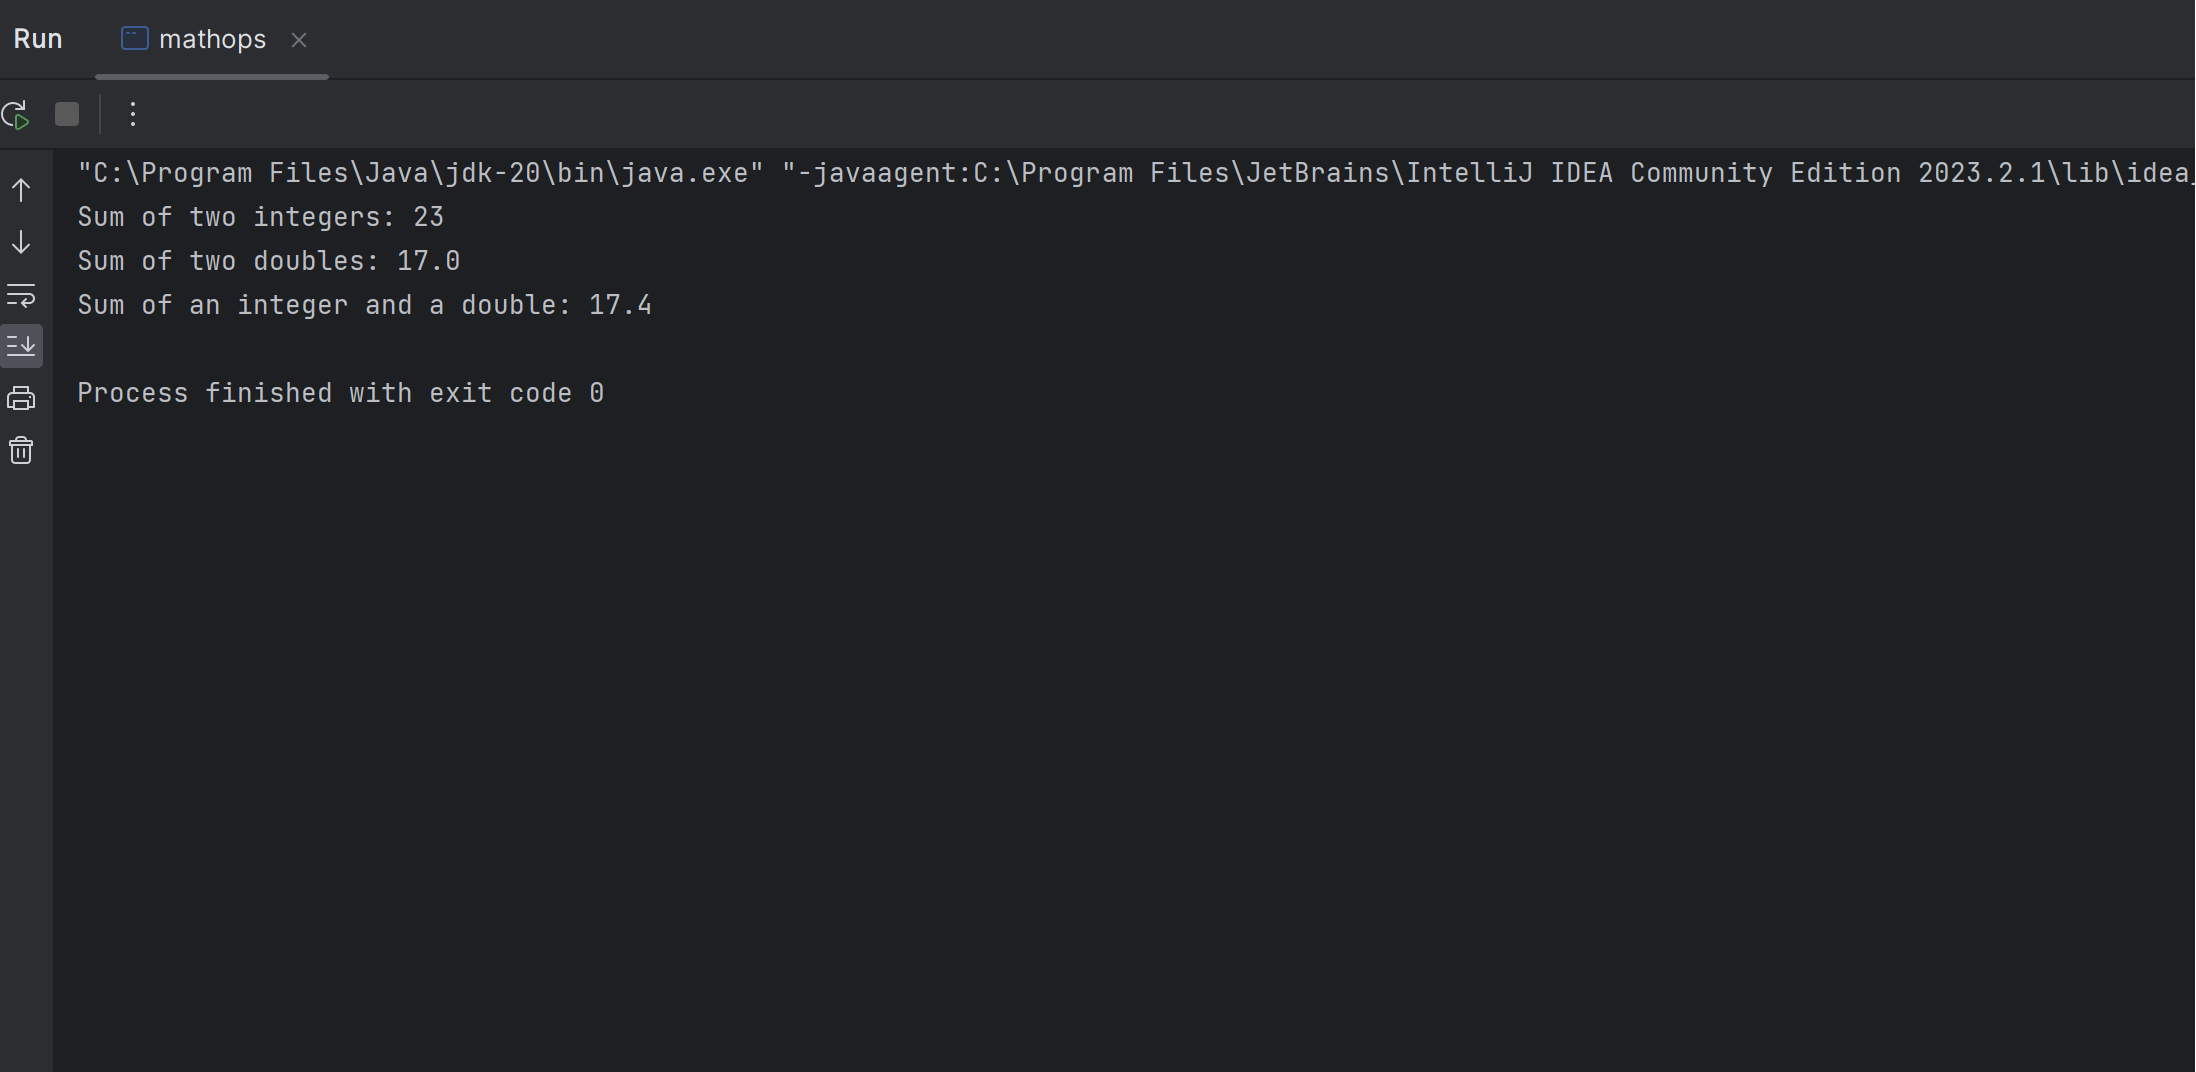 Run mathops
"C:\Program Files\Java\jdk-20\bin\java.exe" "-javaagent:C:\Program Files\JetBrains\IntelliJ IDEA Community Edition 2023.2.1\lib\idea_
Sum of two integers: 23
Sum of two doubles: 17.0
Sum of an integer and a double: 17.4
Process finished with exit code 0